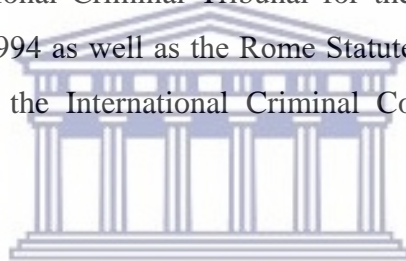 onal Criminal Tribunal for the
994 as well as the Rome Statute
the International Criminal Co